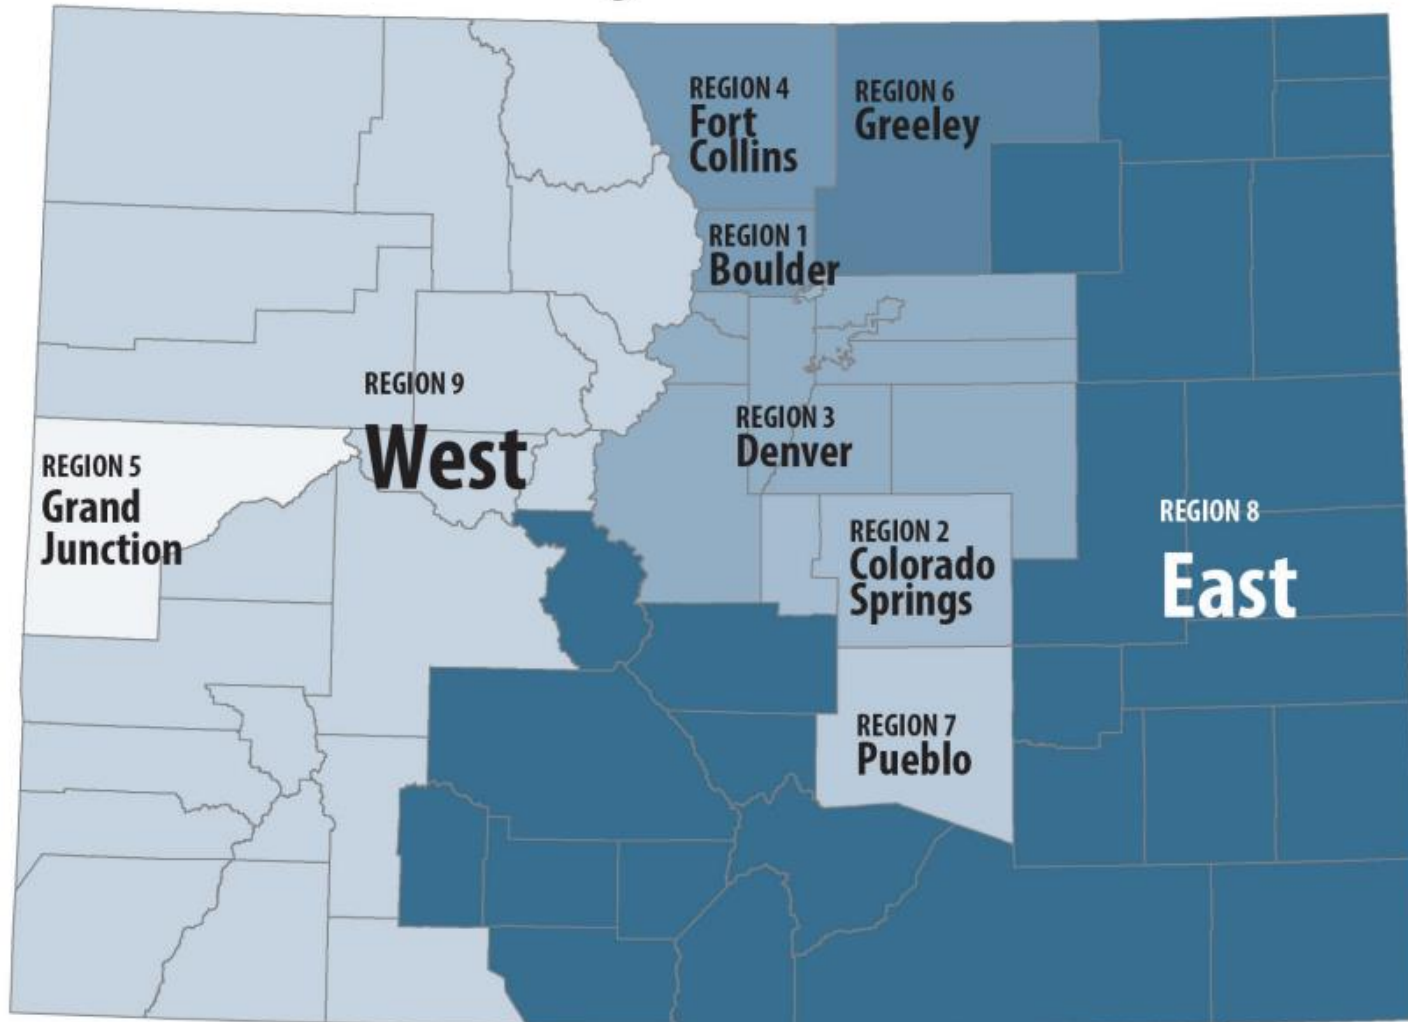 REGION 4
Fort
Collins
REGION 6
Greeley
REGION 1
Boulder
REGION 9
West
REGION 3
Denver
REGION 5
Grand
Junction
REGION 2
Colorado
Springs
REGION 8
East
REGION 7
Pueblo